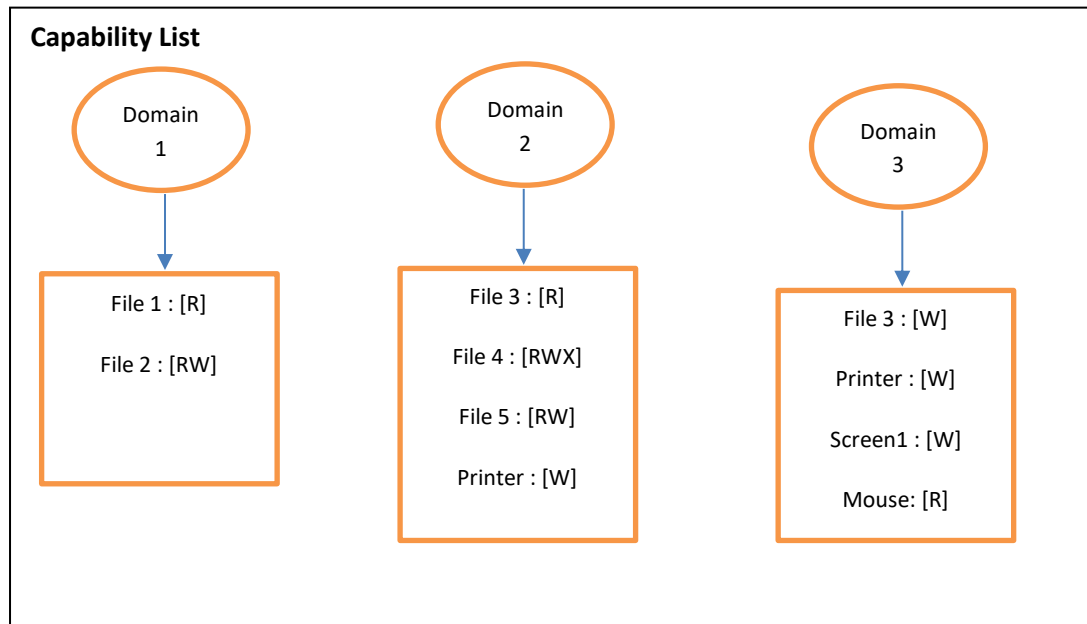 Capability List
Domain
1
File 1 : [R]
File 2 : [RW]
Domain
2
File 3 : [R]
File 4 : [RWX]
File 5 : [RW]
Printer : [W]
Domain
3
File 3 : [W]
Printer : [W]
Screen1 : [W]
Mouse: [R]